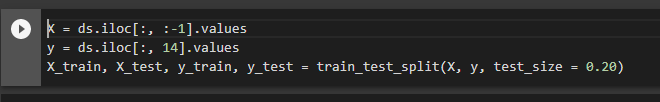 X = ds.iloc[:, :-1].values
y = ds.iloc[:, 14].values
X_train, X_test, y_train, y_test = train_test_split(X, y, test_size = 0.20)